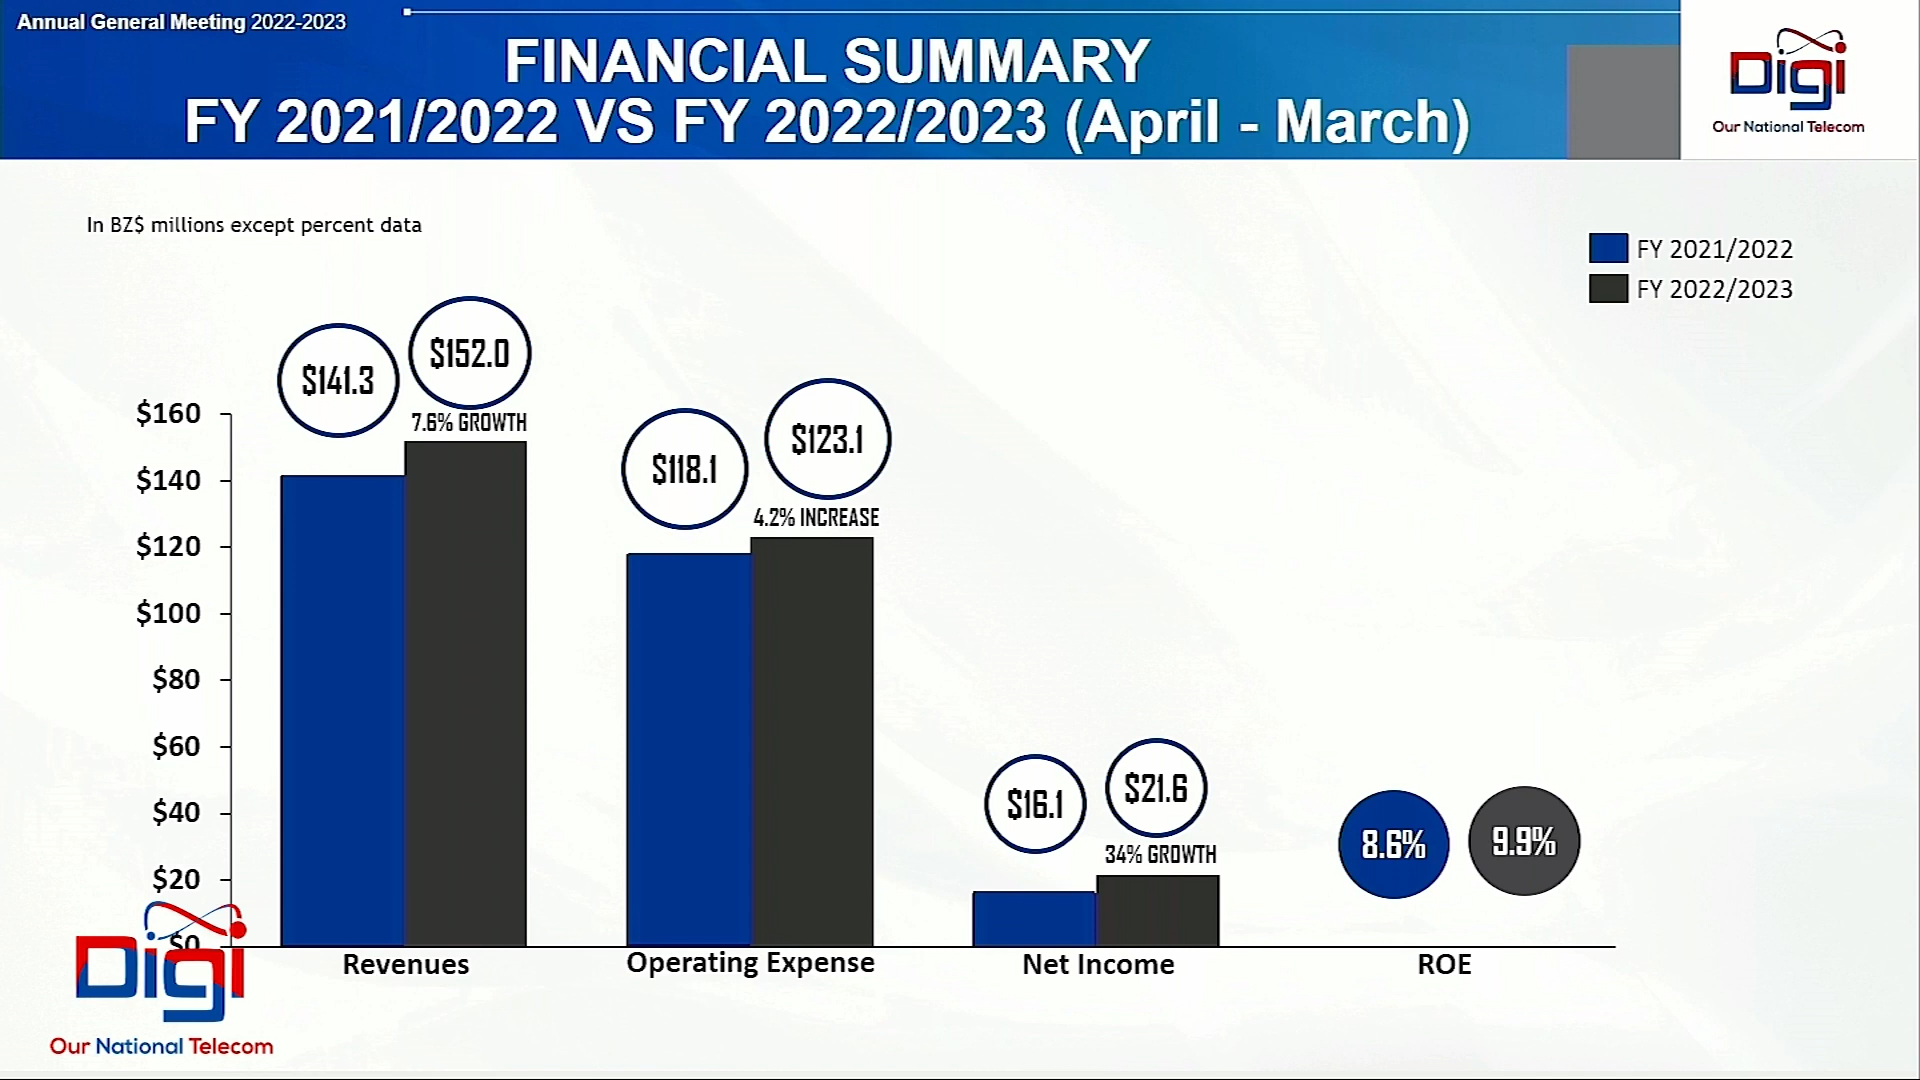 Annual General Meeting 2022-2023
FINANCIAL SUMMARY
FY 2021/2022 VS FY 2022/2023 (April - March)
Digi
Our National Telecom
In BZ$ millions except percent data
FY 2021/2022
FY 2022/2023
$141.3
$152.0
7.6% GROWTH
$118.1
$123.1
4.2% INCREASE
$16.1
$21.6
34% GROWTH
8.6%
9.9%
$160
$140
$120
$100
$80
$60
$40
$20
$0
Revenues
Operating Expense
Net Income
ROE
Digi
Our National Telecom